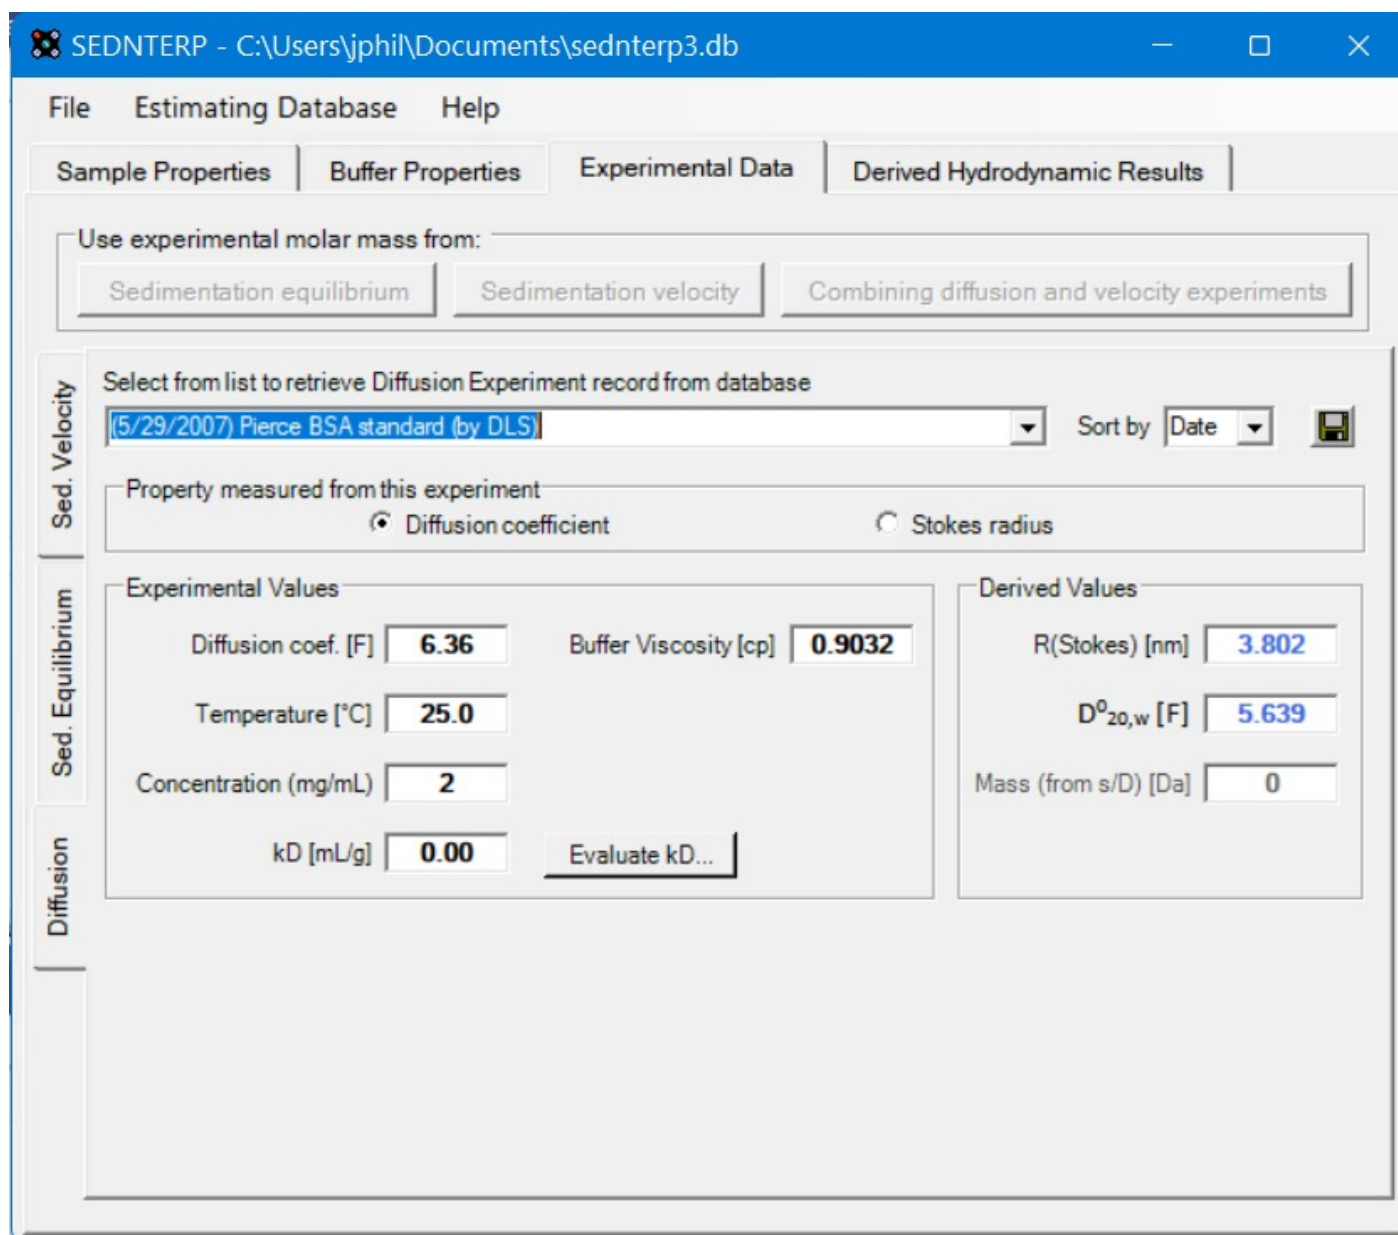 SEDNTERP - C:\Users\jphil\Documents\sednterp3.db
File Estimating Database Help
Sample Properties Buffer Properties Experimental Data Derived Hydrodynamic Results
Use experimental molar mass from:
Sedimentation equilibrium Sedimentation velocity Combining diffusion and velocity experiments
Sed. Velocity
Sed. Equilibrium
Diffusion
Select from list to retrieve Diffusion Experiment record from database
(5/29/2007) Pierce BSA standard (by DLS) Sort by Date
Property measured from this experiment
Diffusion coefficient Stokes radius
Experimental Values
Diffusion coef. [F] 6.36 Buffer Viscosity [cp] 0.9032
Temperature [°C] 25.0
Concentration (mg/mL) 2
kD [mL/g] 0.00 Evaluate kD...
Derived Values
R(Stokes) [nm] 3.802
D⁰₂₀,w [F] 5.639
Mass (from s/D) [Da] 0